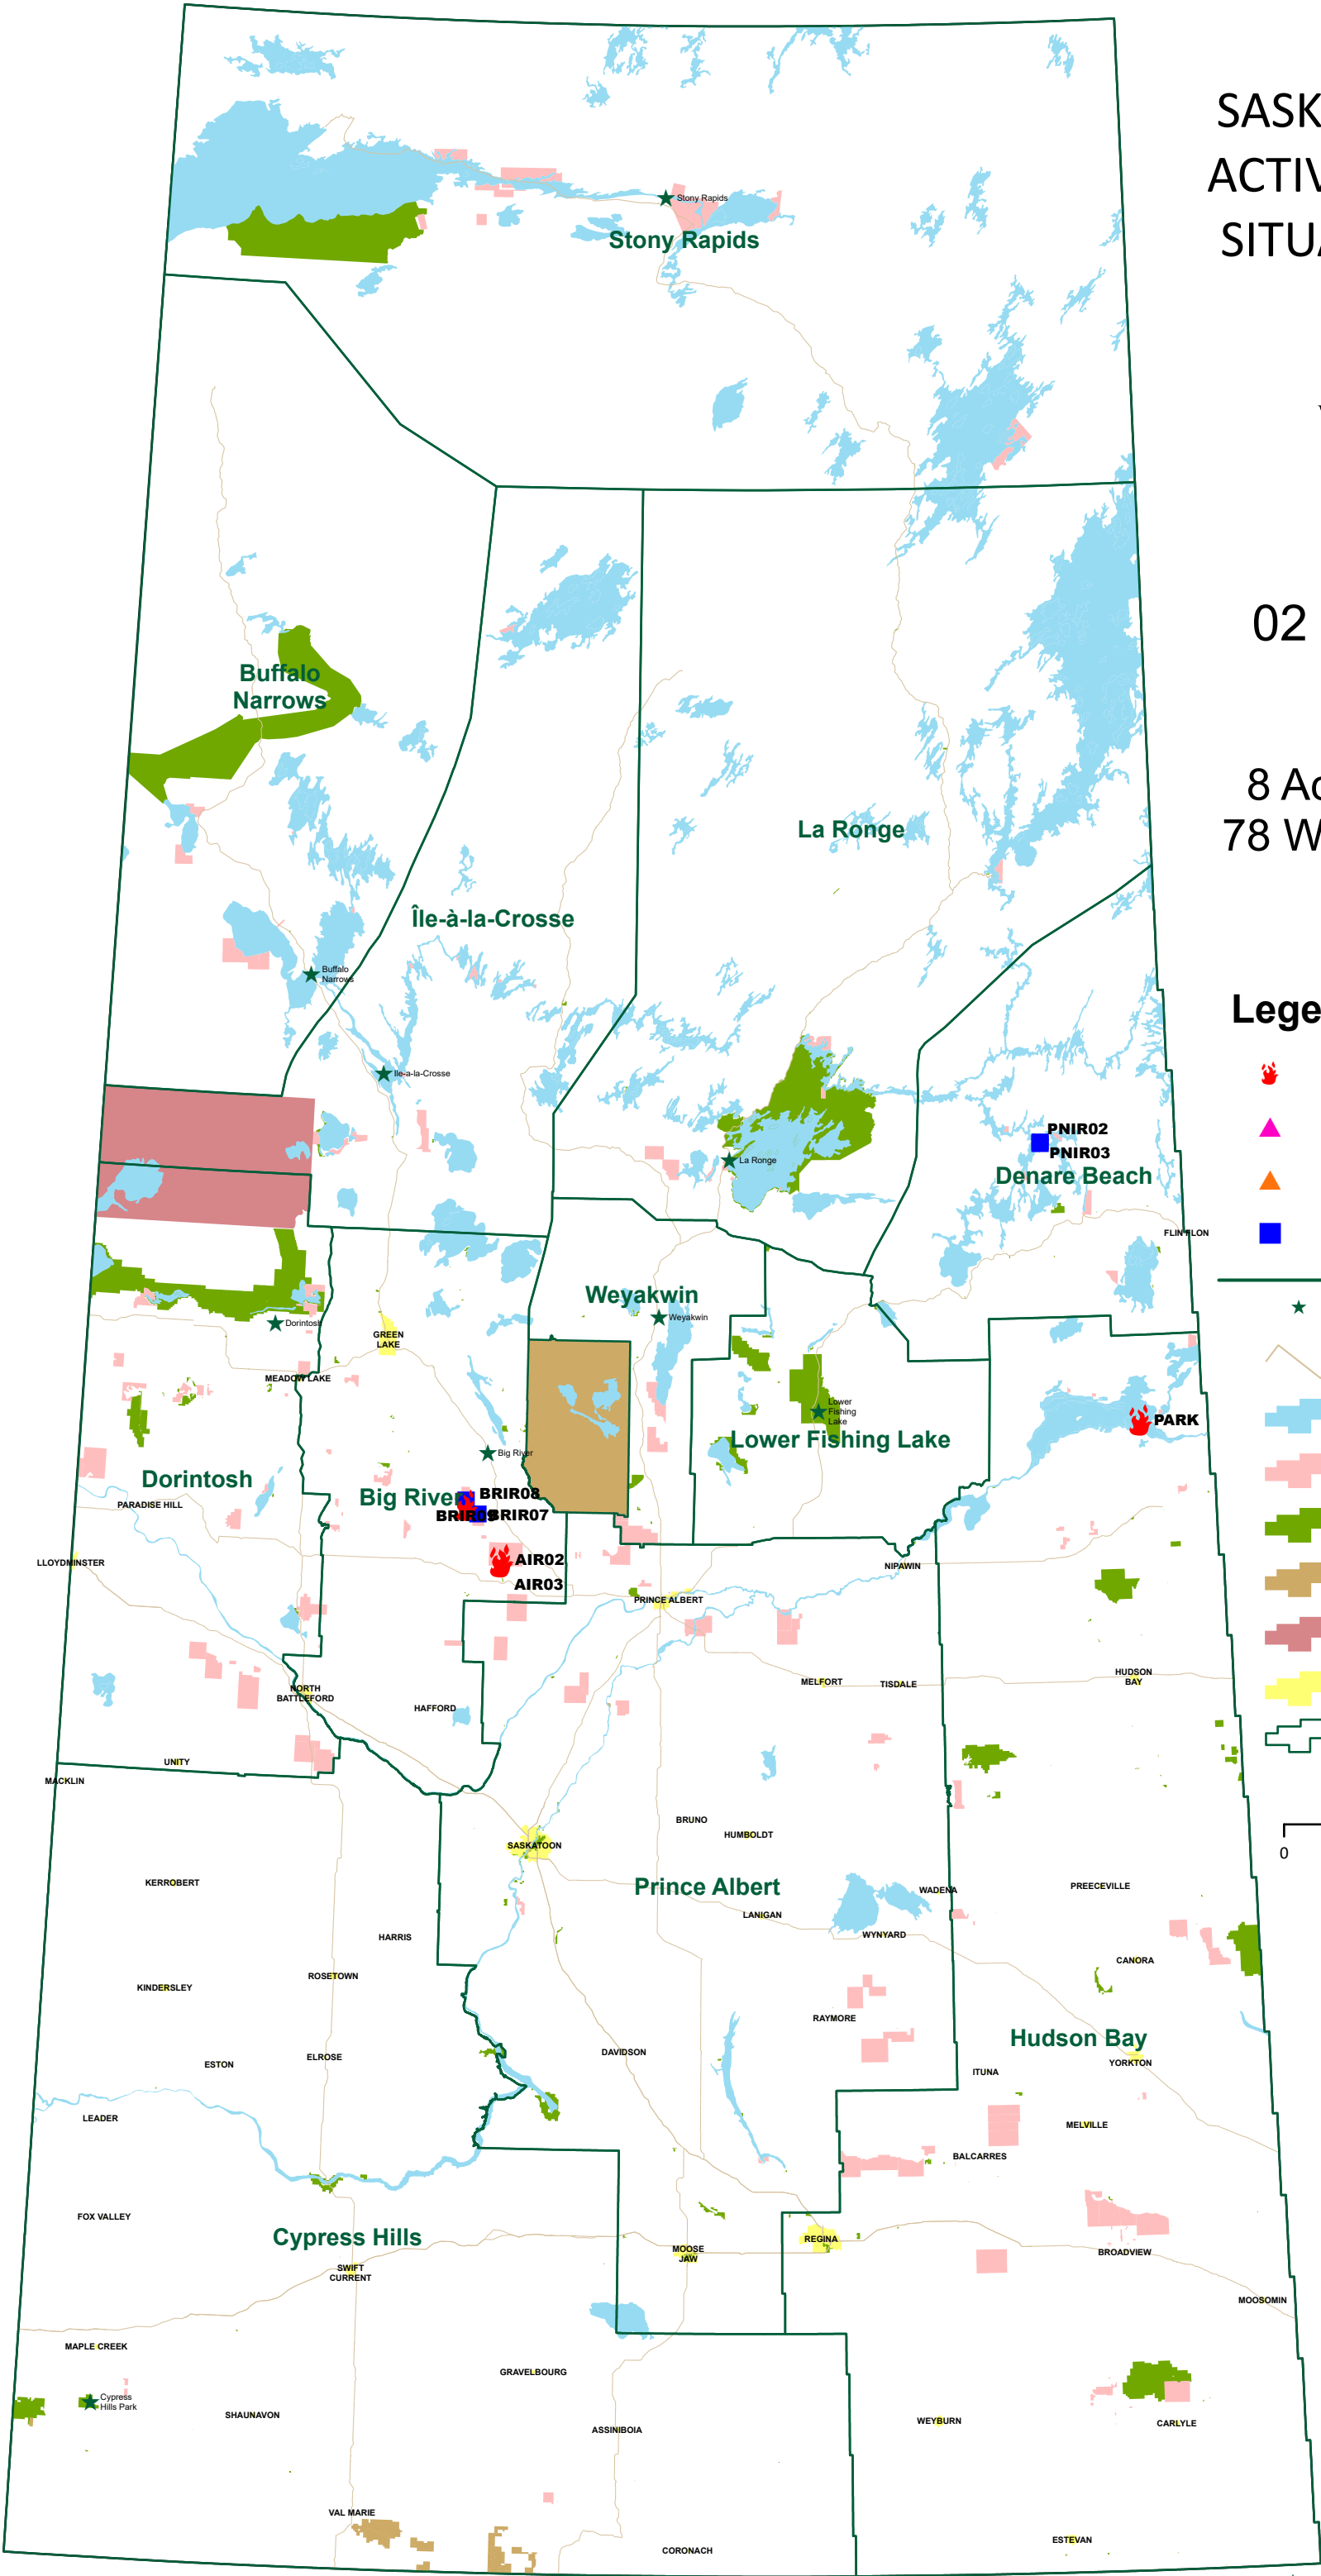 SASK
ACTIV
SITUA
02
8 Ac
78 W
Lege
0
Stony Rapids
Stony Rapids
Buffalo
Narrows
La Ronge
Île-à-la-Crosse
Buffalo
Narrows
Ile-a-la-Crosse
PNIR02
PNIR03
La Ronge
Denare Beach
FLIN FLON
Weyakwin
Weyakwin
Dorintosh
GREEN
LAKE
MEADOW LAKE
Lower
Fishing
Lake
PARK
Lower Fishing Lake
Big River
Dorintosh
Big River
BRIR08
BRIR09
BRIR07
PARADISE HILL
LLOYDMINSTER
AIR02
AIR03
NIPAWIN
PRINCE ALBERT
HUDSON
BAY
MELFORT
TISDALE
NORTH
BATTLEFORD
HAFFORD
UNITY
MACKLIN
BRUNO
HUMBOLDT
SASKATOON
KERROBERT
Prince Albert
WADENA
PREECEVILLE
LANIGAN
WYNYARD
HARRIS
CANORA
ROSETOWN
KINDERSLEY
RAYMORE
Hudson Bay
DAVIDSON
ELROSE
ESTON
YORKTON
ITUNA
LEADER
MELVILLE
BALCARRES
FOX VALLEY
Cypress Hills
REGINA
MOOSE
JAW
BROADVIEW
SWIFT
CURRENT
MOOSOMIN
MAPLE CREEK
GRAVELBOURG
Cypress
Hills Park
SHAUNAVON
ASSINIBOIA
WEYBURN
CARLYLE
VAL MARIE
ESTEVAN
CORONACH